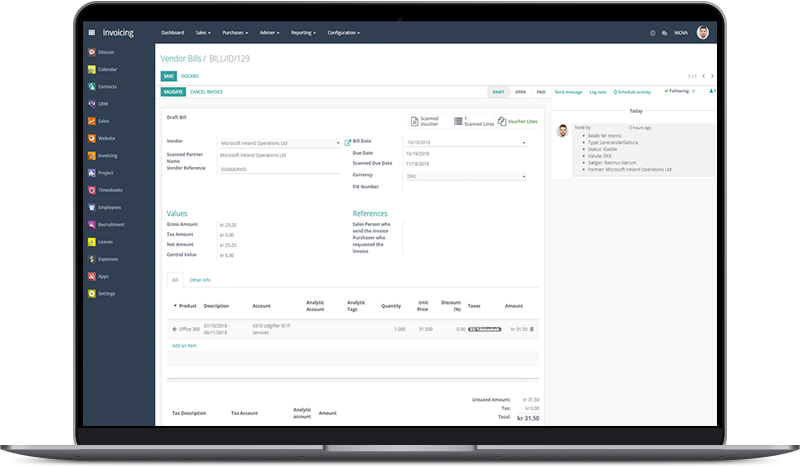 Invoicing
Dashboard Sales Purchases Adviser Reporting Configuration
NIOVA
Discuss
Calendar
Contacts
CRM
Sales
Website
Invoicing
Project
Timesheets
Employees
Recruitment
Leaves
Expenses
Apps
Settings
Vendor Bills / BILL/ID/129
SAVE DISCARD
1 / 1
VALIDATE CANCEL INVOICE
DRAFT OPEN PAID
Send message Log note Schedule activity
Following
1
Draft Bill
Scanned Voucher
1 Scanned Lines
Voucher Lines
Vendor Microsoft Ireland Operations Ltd
Scanned Partner Name Microsoft Ireland Operations Ltd
Vendor Reference
Bill Date 10/19/2018
Due Date 10/19/2018
Scanned Due Date 11/18/2018
Currency DKK
FIK Number
Today
Note by - 3 hours ago
Beløb før moms:
Type: Leverandørfaktura
Status: Kladde
Valuta: DKK
Sælger: Rasmus Værum
Partner: Microsoft Ireland Operations Ltd
Values
Gross Amount kr 25.20
Tax Amount kr 0.00
Net Amount kr 25.20
Control Value kr 6.30
References
Sales Person who
send the invoice
Purchaser who
requested the
invoice
Bill Other Info
Product Description Account Analytic Account Analytic Tags Quantity Unit Price Discount (%) Taxes Amount
Office 365 07/10/2018 - 06/11/2018 4310 Udgifter til IT-services 1.000 31.500 0.00 kr 31.50
Add an item
Untaxed Amount: kr 31.50
Tax: kr 0.00
Total: kr 31.50
Tax Description Tax Account Analytic account Amount